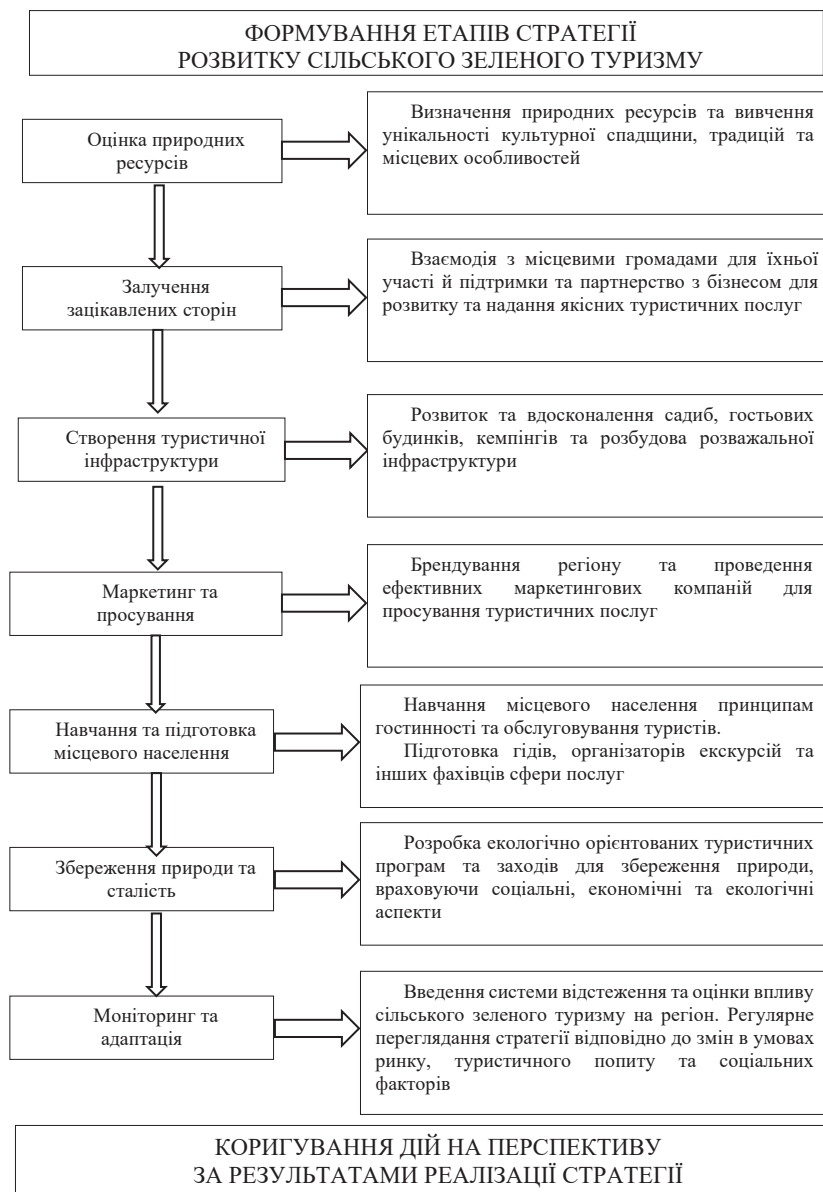 ФОРМУВАННЯ ЕТАПІВ СТРАТЕГІЇ
РОЗВИТКУ СІЛЬСЬКОГО ЗЕЛЕНОГО ТУРИЗМУ
Оцінка природних
ресурсів
Визначення природних ресурсів та вивчення
унікальності культурної спадщини, традицій та
місцевих особливостей
Залучення
зацікавлених сторін
Взаємодія з місцевими громадами для їхньої
участі й підтримки та партнерство з бізнесом для
розвитку та надання якісних туристичних послуг
Створення туристичної
інфраструктури
Розвиток та вдосконалення садиб, гостьових
будинків, кемпінгів та розбудова розважальної
інфраструктури
Маркетинг та
просування
Брендування регіону та проведення
ефективних маркетингових компаній для
просування туристичних послуг
Навчання та підготовка
місцевого населення
Навчання місцевого населення принципам
гостинності та обслуговування туристів.
Підготовка гідів, організаторів екскурсій та
інших фахівців сфери послуг
Збереження природи та
сталість
Розробка екологічно орієнтованих туристичних
програм та заходів для збереження природи,
враховуючи соціальні, економічні та екологічні
аспекти
Моніторинг та
адаптація
Введення системи відстеження та оцінки впливу
сільського зеленого туризму на регіон. Регулярне
переглядання стратегії відповідно до змін в умовах
ринку, туристичного попиту та соціальних
факторів
КОРИГУВАННЯ ДІЙ НА ПЕРСПЕКТИВУ
ЗА РЕЗУЛЬТАТАМИ РЕАЛІЗАЦІЇ СТРАТЕГІЇ